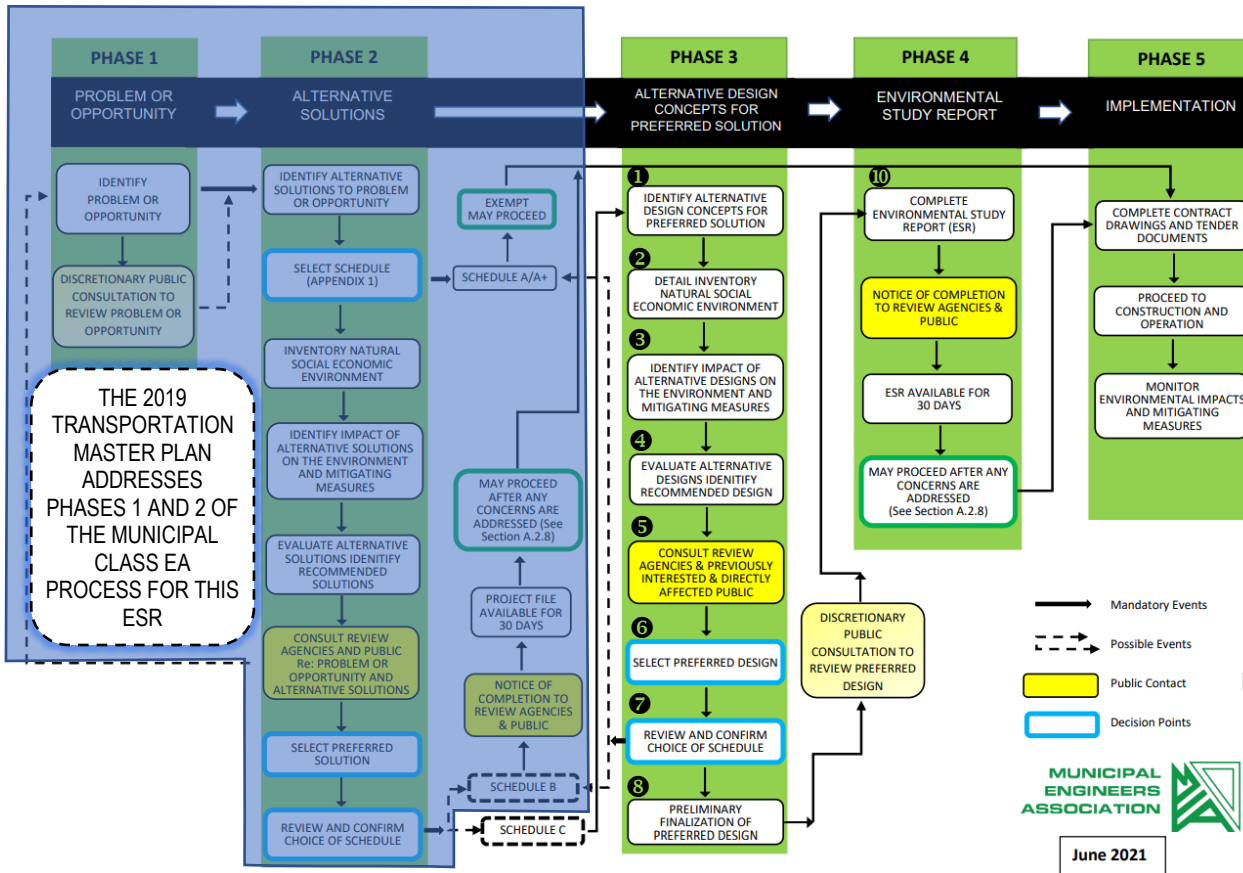 PHASE 1
PROBLEM OR
OPPORTUNITY
IDENTIFY
PROBLEM OR
OPPORTUNITY
DISCRETIONARY PUBLIC
CONSULTATION TO
REVIEW PROBLEM OR
OPPORTUNITY
THE 2019
TRANSPORTATION
MASTER PLAN
ADDRESSES
PHASES 1 AND 2 OF
THE MUNICIPAL
CLASS EA
PROCESS FOR THIS
ESR
PHASE 2
ALTERNATIVE
SOLUTIONS
IDENTIFY ALTERNATIVE
SOLUTIONS TO PROBLEM
OR OPPORTUNITY
SELECT SCHEDULE
(APPENDIX 1)
INVENTORY NATURAL
SOCIAL ECONOMIC
ENVIRONMENT
IDENTIFY IMPACT OF
ALTERNATIVE SOLUTIONS
ON THE ENVIRONMENT
AND MITIGATING
MEASURES
EVALUATE ALTERNATIVE
SOLUTIONS IDENTIFY
RECOMMENDED
SOLUTIONS
CONSULT REVIEW
AGENCIES AND PUBLIC
Re: PROBLEM OR
OPPORTUNITY AND
ALTERNATIVE SOLUTIONS
SELECT PREFERRED
SOLUTION
REVIEW AND CONFIRM
CHOICE OF SCHEDULE
EXEMPT
MAY PROCEED
SCHEDULE A/A+
MAY PROCEED
AFTER ANY
CONCERNS ARE
ADDRESSED (See
Section A.2.8)
PROJECT FILE
AVAILABLE FOR
30 DAYS
NOTICE OF
COMPLETION TO
REVIEW AGENCIES
& PUBLIC
SCHEDULE B
SCHEDULE C
PHASE 3
ALTERNATIVE DESIGN
CONCEPTS FOR
PREFERRED SOLUTION
1
IDENTIFY ALTERNATIVE
DESIGN CONCEPTS FOR
PREFERRED SOLUTION
2
DETAIL INVENTORY
NATURAL SOCIAL
ECONOMIC ENVIRONMENT
3
IDENTIFY IMPACT OF
ALTERNATIVE DESIGNS ON
THE ENVIRONMENT AND
MITIGATING MEASURES
4
EVALUATE ALTERNATIVE
DESIGNS IDENTIFY
RECOMMENDED DESIGN
5
CONSULT REVIEW
AGENCIES & PREVIOUSLY
INTERESTED & DIRECTLY
AFFECTED PUBLIC
6
SELECT PREFERRED DESIGN
7
REVIEW AND CONFIRM
CHOICE OF SCHEDULE
8
PRELIMINARY
FINALIZATION OF
PREFERRED DESIGN
PHASE 4
ENVIRONMENTAL
STUDY REPORT
10
COMPLETE
ENVIRONMENTAL STUDY
REPORT (ESR)
NOTICE OF COMPLETION
TO REVIEW AGENCIES &
PUBLIC
ESR AVAILABLE FOR
30 DAYS
MAY PROCEED AFTER ANY
CONCERNS ARE
ADDRESSED
(See Section A.2.8)
DISCRETIONARY
PUBLIC
CONSULTATION TO
REVIEW PREFERRED
DESIGN
PHASE 5
IMPLEMENTATION
COMPLETE CONTRACT
DRAWINGS AND TENDER
DOCUMENTS
PROCEED TO
CONSTRUCTION AND
OPERATION
MONITOR
ENVIRONMENTAL IMPACTS
AND MITIGATING
MEASURES
Mandatory Events
Possible Events
Public Contact
Decision Points
MUNICIPAL
ENGINEERS
ASSOCIATION
MEA
June 2021